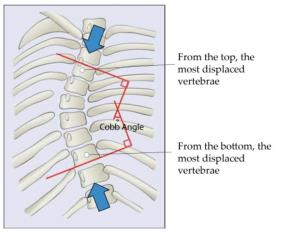 From the top, the
most displaced
vertebrae
Cobb Angle
From the bottom, the
most displaced
vertebrae